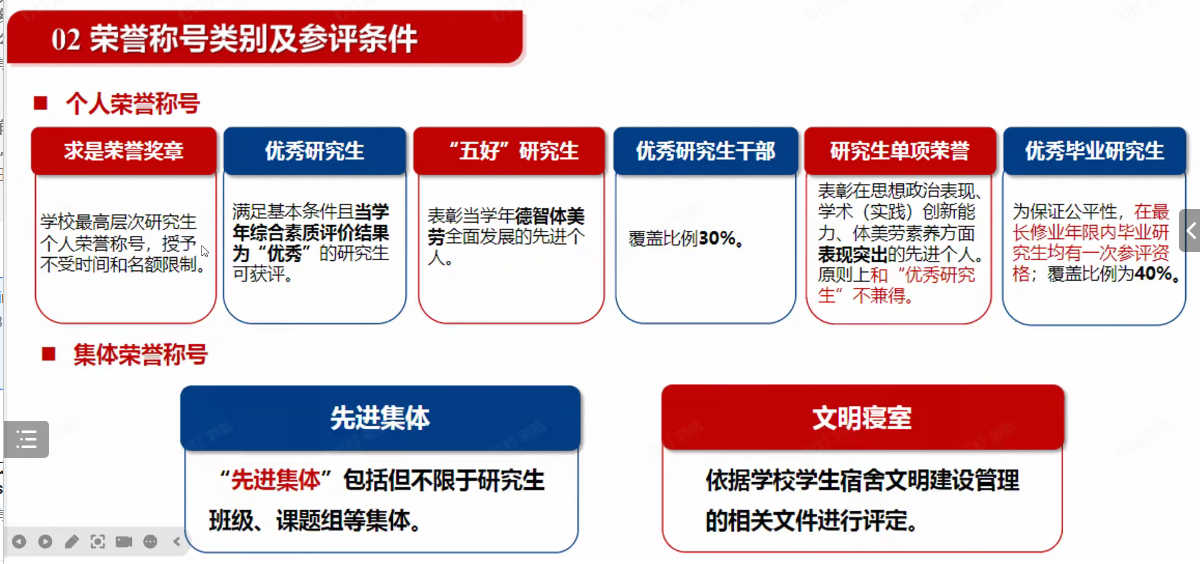 02 荣誉称号类别及参评条件
个人荣誉称号
求是荣誉奖章
学校最高层次研究生
个人荣誉称号，授予
不受时间和名额限制。
优秀研究生
满足基本条件且当学
年综合素质评价结果
为“优秀”的研究生
可获评。
“五好”研究生
表彰当学年德智体美
劳全面发展的先进个
人。
优秀研究生干部
覆盖比例30%。
研究生单项荣誉
表彰在思想政治表现、
学术（实践）创新能
力、体美劳素养方面
表现突出的先进个人。
原则上和“优秀研究
生”不兼得。
优秀毕业研究生
为保证公平性，在最
长修业年限内毕业研
究生均有一次参评资
格；覆盖比例为40%。
集体荣誉称号
先进集体
“先进集体”包括但不限于研究生
班级、课题组等集体。
文明寝室
依据学校学生宿舍文明建设管理
的相关文件进行评定。